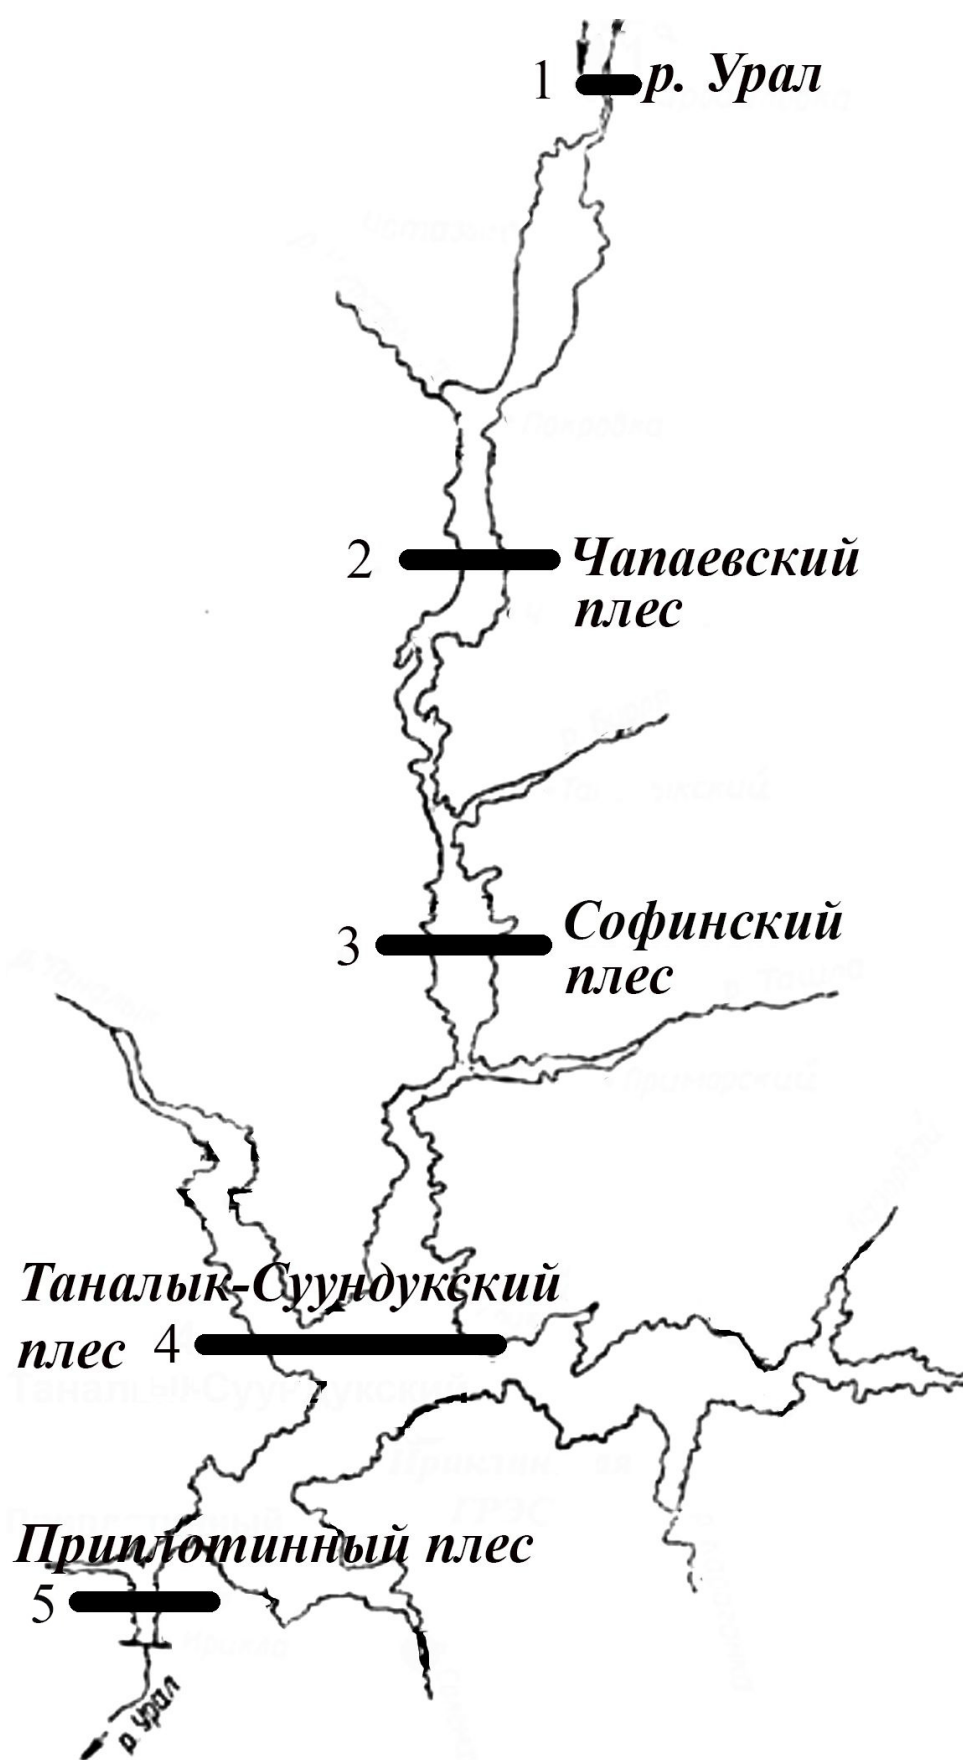 1 р. Урал
2 Чапаевский
плес
3 Софинский
плес
Таналык-Суундукский
плес 4
Приплотинный плес
5
р. Урал